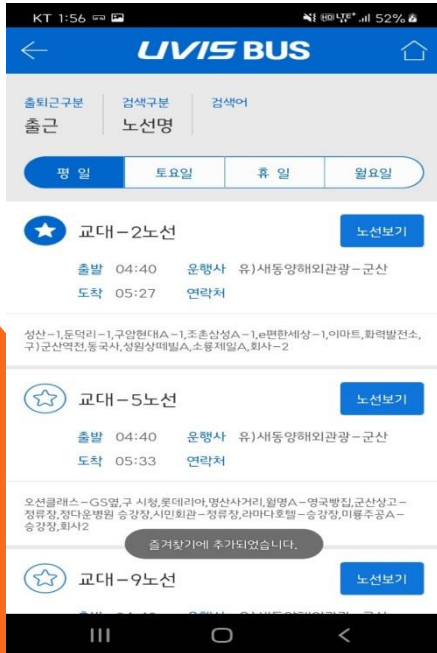 KT 1:56 52%
UVIS BUS
출퇴근구분 검색구분 검색어
출근 노선명
평 일 토요일 휴 일 월요일
교대-2노선 노선보기
출발 04:40 운행사 유)새동양해외관광-군산
도착 05:27 연락처
성산-1,둔덕리-1,구암현대A-1,조촌삼성A-1,e편한세상-1,이마트,화력발전소,
구)군산역전,동국사,성원상떼빌A,소룡제일A,회사-2
교대-5노선 노선보기
출발 04:40 운행사 유)새동양해외관광-군산
도착 05:33 연락처
오션클래스-GS옆,구 시청,롯데리아,명산사거리,월명A-영국빵집,군산상고-
정류장,정다운병원 승강장,시민회관-정류장,라마다호텔-승강장,미룡주공A-
승강장,회사2
즐겨찾기에 추가되었습니다.
교대-9노선 노선보기